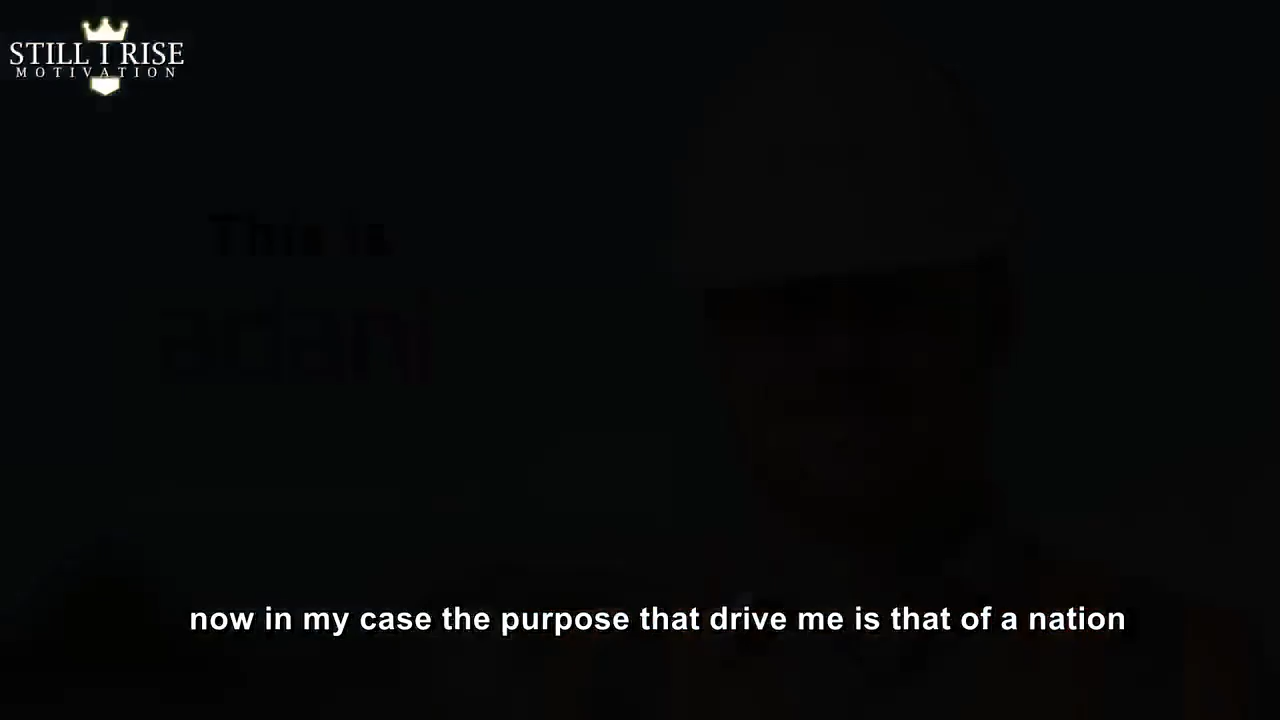 STILL I RISE
MOTIVATION
This is
adani
now in my case the purpose that drive me is that of a nation